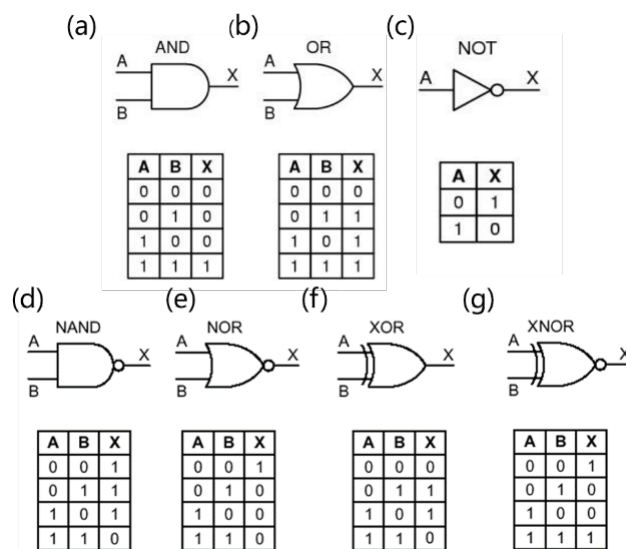 (a)
AND
A
B
X
A B X
0 0 0
0 1 0
1 0 0
1 1 1
(b)
OR
A
B
X
A B X
0 0 0
0 1 1
1 0 1
1 1 1
(c)
NOT
A
X
A X
0 1
1 0
(d)
NAND
A
B
X
A B X
0 0 1
0 1 1
1 0 1
1 1 0
(e)
NOR
A
B
X
A B X
0 0 1
0 1 0
1 0 0
1 1 0
(f)
XOR
A
B
X
A B X
0 0 0
0 1 1
1 0 1
1 1 0
(g)
XNOR
A
B
X
A B X
0 0 1
0 1 0
1 0 0
1 1 1